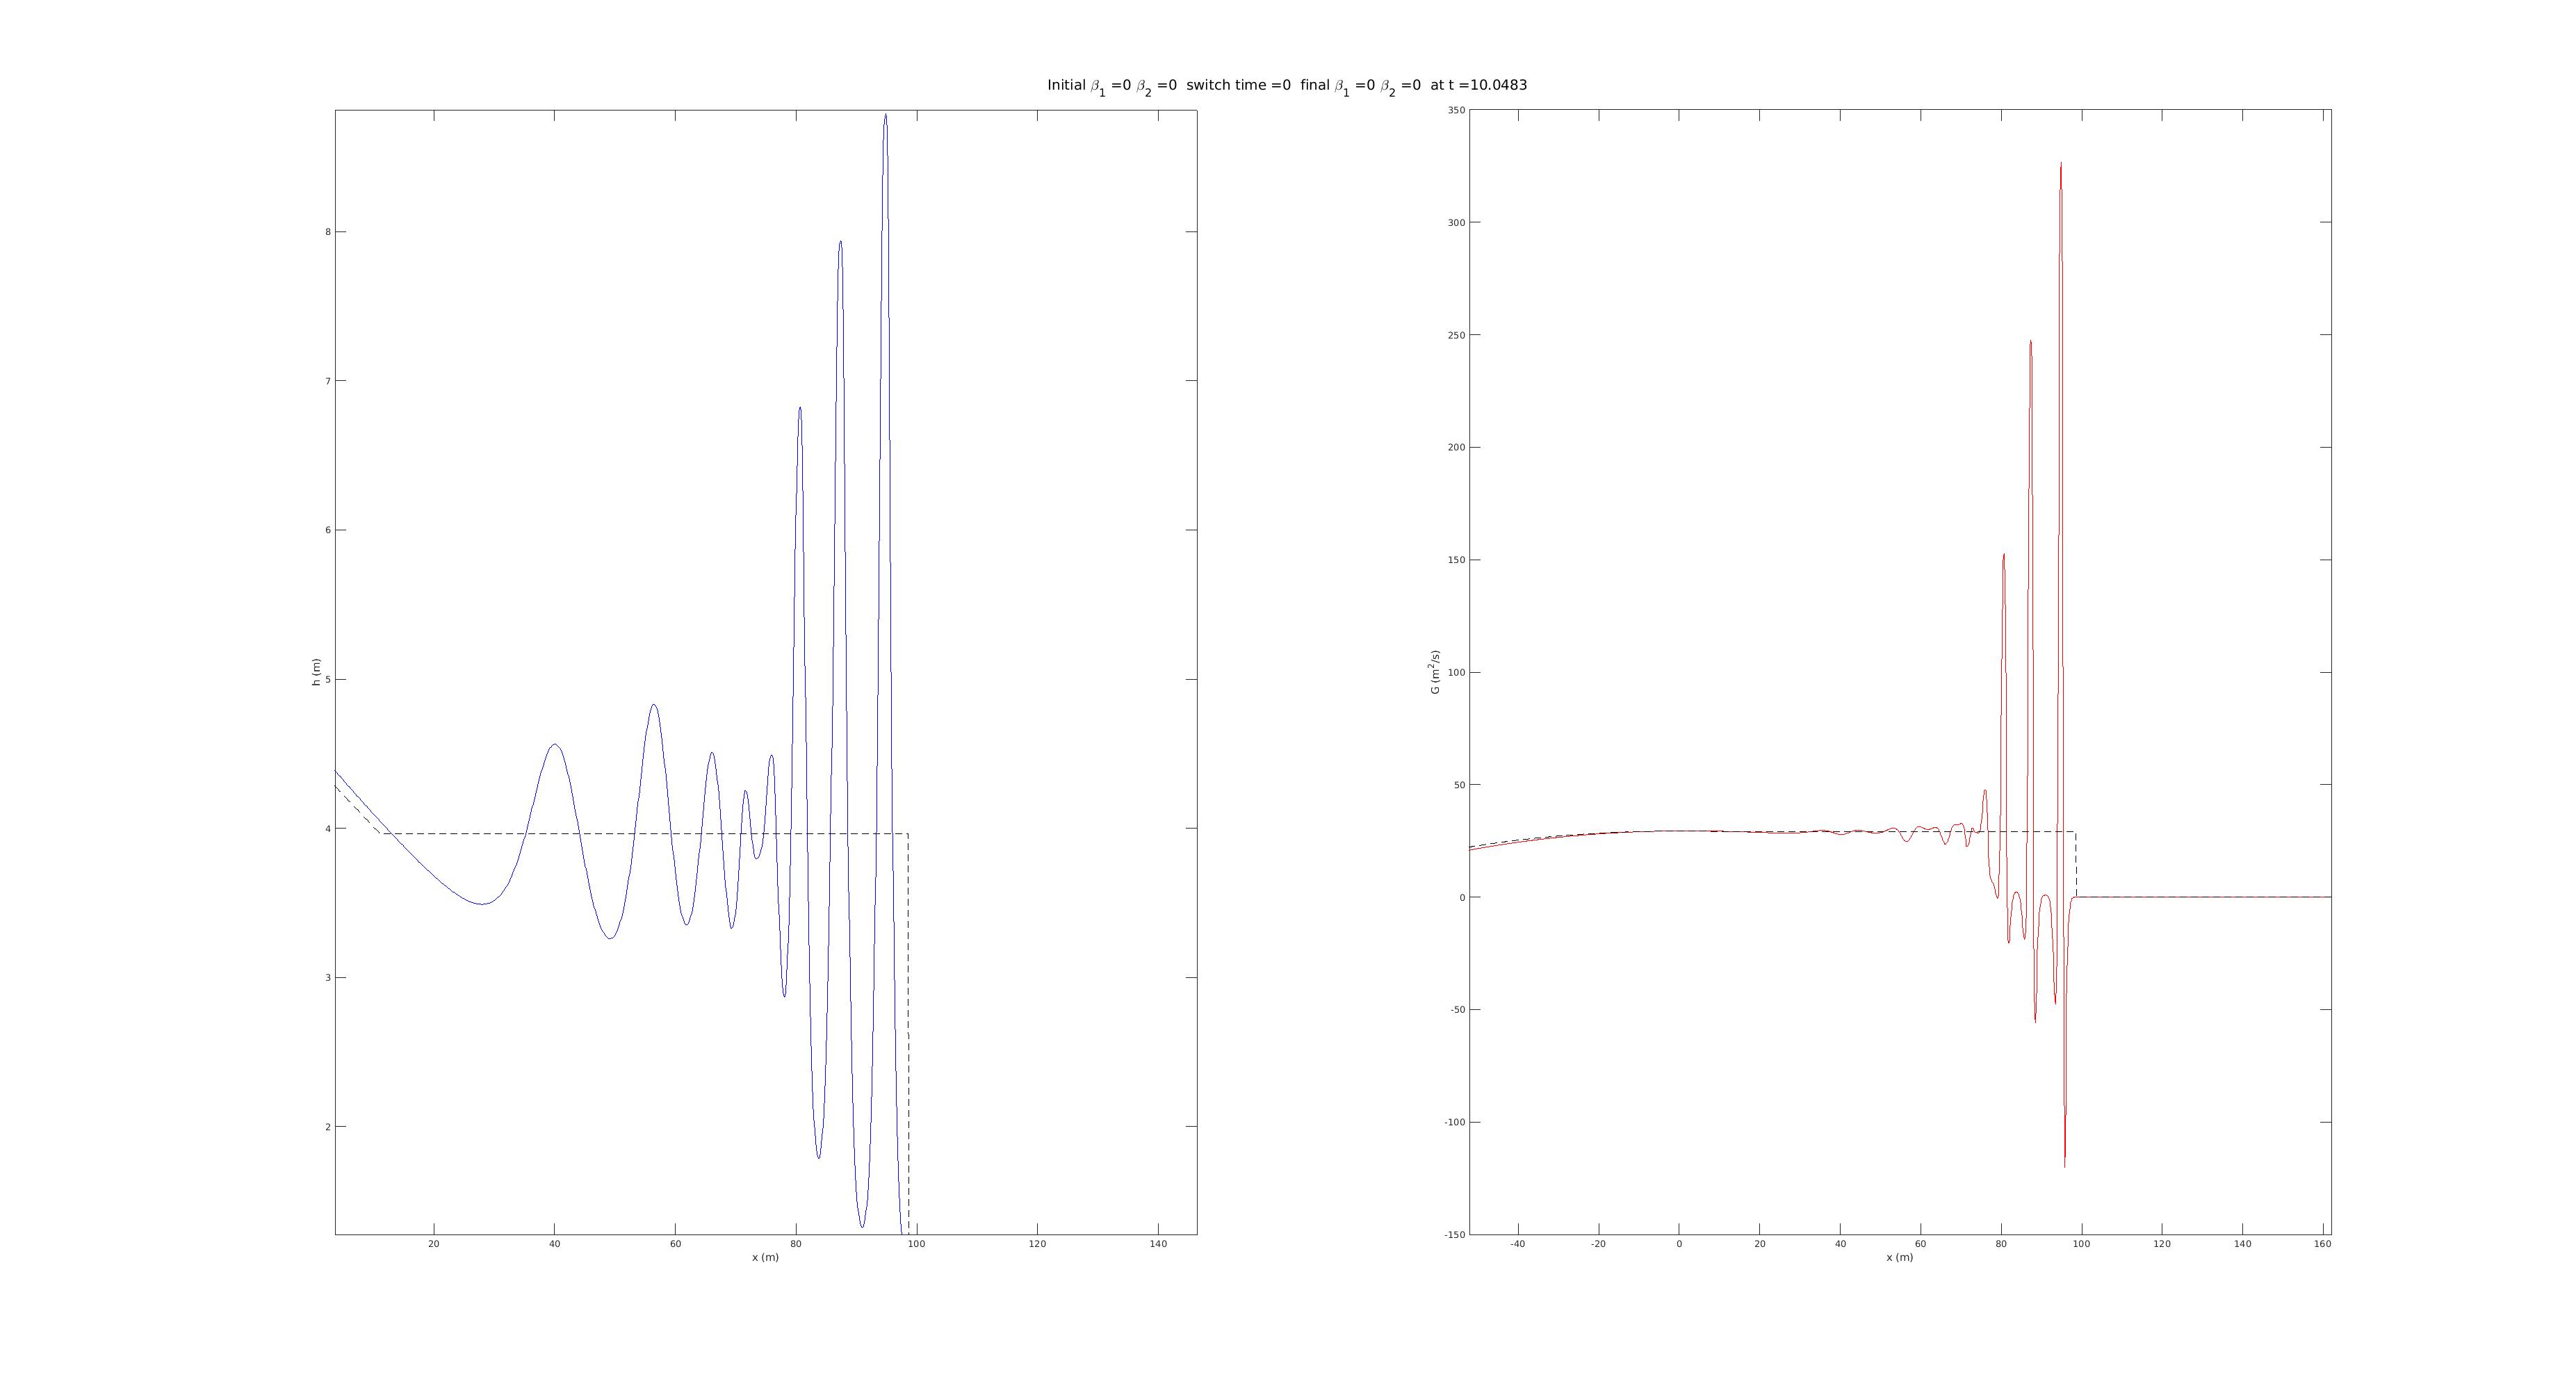 Initial β1 =0 β2 =0 switch time =0 final β1 =0 β2 =0 at t =10.0483
8
7
6
5
4
3
2
h (m)
20 40 60 80 100 120 140
x (m)
350
300
250
200
150
100
50
0
-50
-100
-150
G (m2/s)
-40 -20 0 20 40 60 80 100 120 140 160
x (m)